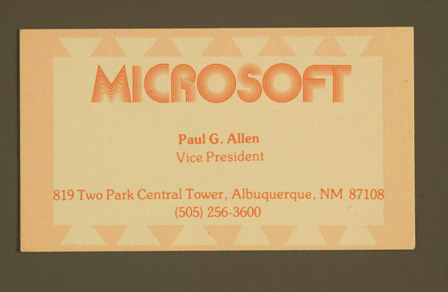 MICROSOFT
Paul G. Allen
Vice President
819 Two Park Central Tower, Albuquerque, NM 87108
(505) 256-3600